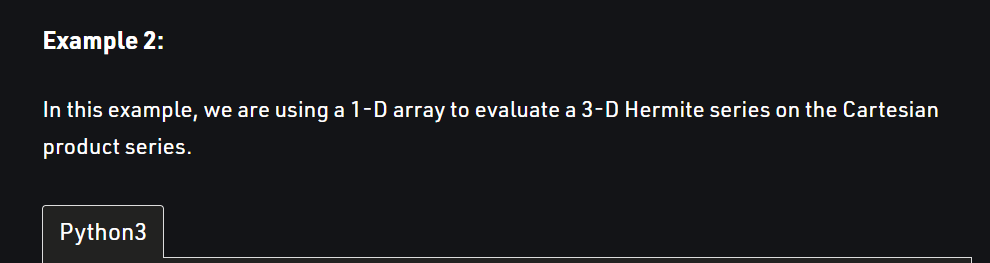 Example 2:
In this example, we are using a 1-D array to evaluate a 3-D Hermite series on the Cartesian
product series.
Python3